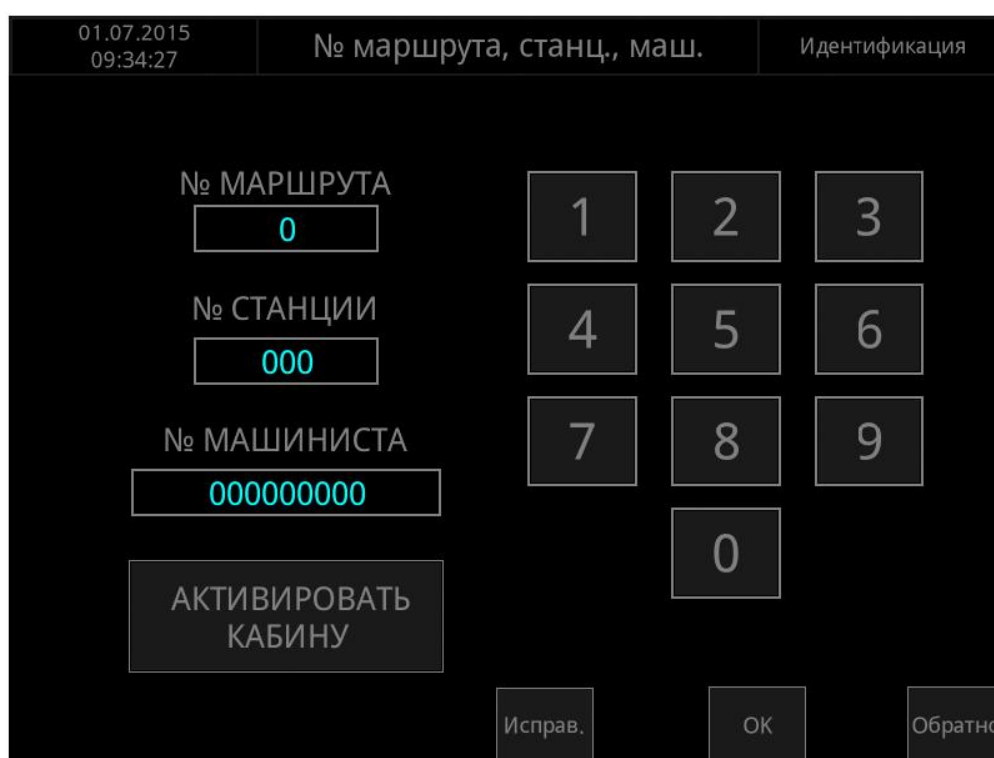 01.07.2015
09:34:27
№ маршрута, станц., маш.
Идентификация
№ МАРШРУТА
0
№ СТАНЦИИ
000
№ МАШИНИСТА
000000000
АКТИВИРОВАТЬ
КАБИНУ
1 2 3
4 5 6
7 8 9
0
Исправ. OK Обратно